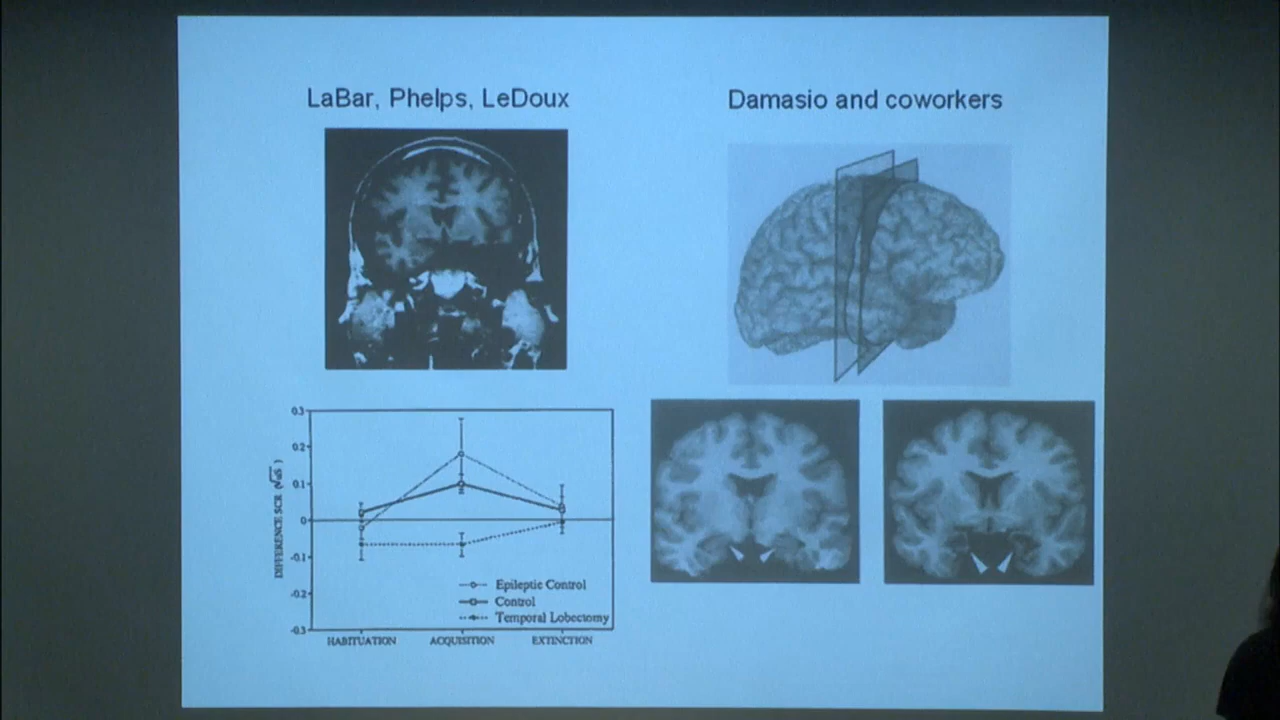 LaBar, Phelps, LeDoux
Damasio and coworkers
0.3
0.2
0.1
0
-0.1
-0.2
-0.3
DIFFERENCE SCR
Epileptic Control
Control
Temporal Lobectomy
HABITUATION
ACQUISITION
EXTINCTION